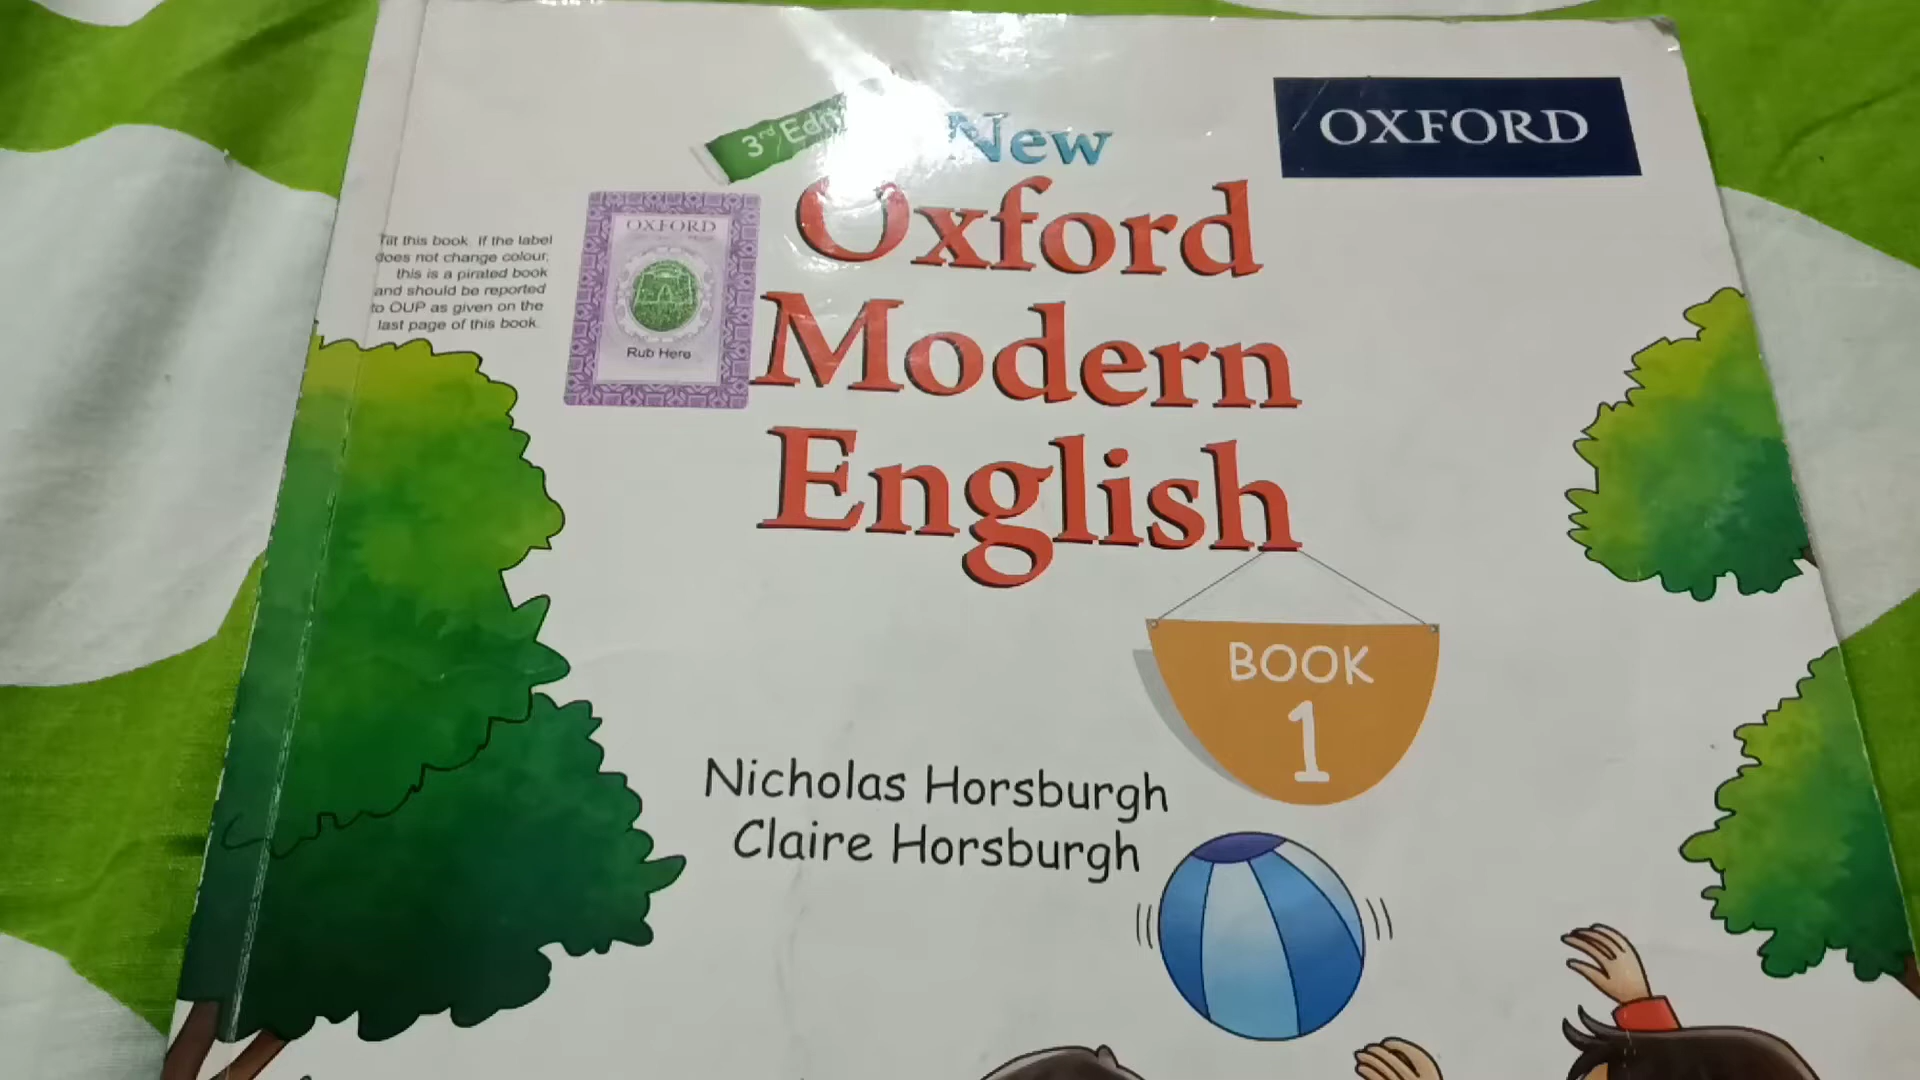 OXFORD
3rd
New
Oxford
Modern
English
Tilt this book. If the label
does not change colour,
this is a pirated book
and should be reported
to OUP as given on the
last page of this book.
OXFORD
Rub Here
BOOK
1
Nicholas Horsburgh
Claire Horsburgh